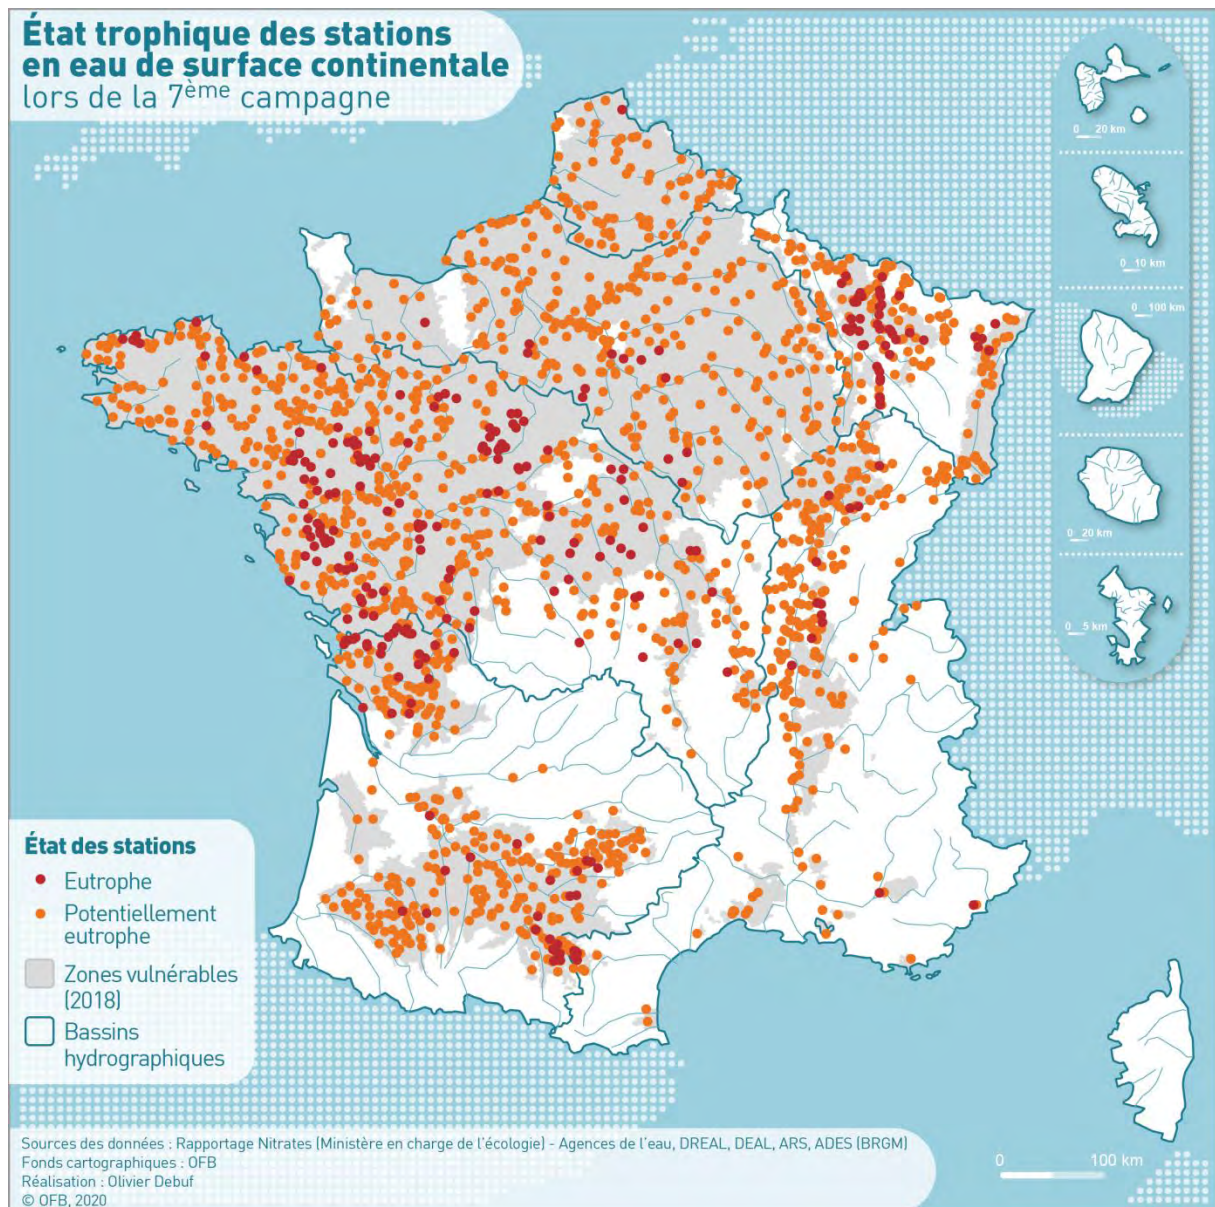 État trophique des stations
en eau de surface continentale
lors de la 7ème campagne
0 20 km
0 10 km
0 100 km
0 20 km
0 5 km
État des stations
Eutrophe
Potentiellement
eutrophe
Zones vulnérables
(2018)
Bassins
hydrographiques
Sources des données : Rapportage Nitrates (Ministère en charge de l'écologie) - Agences de l'eau, DREAL, DEAL, ARS, ADES (BRGM)
Fonds cartographiques : OFB
Réalisation : Olivier Debuf
© OFB, 2020
0 100 km